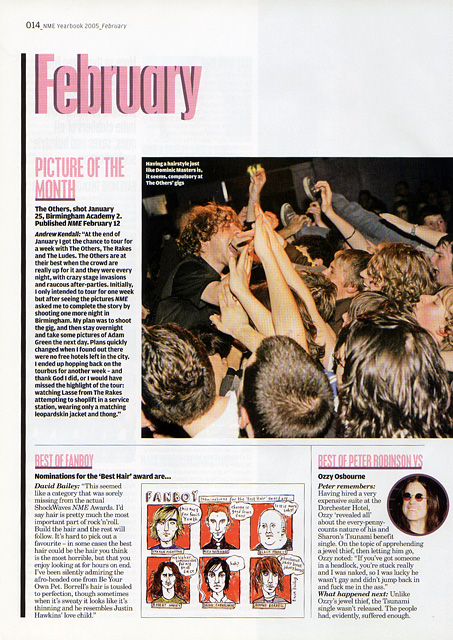 014_NME Yearbook 2005_February
February
PICTURE OF THE
MONTH
The Others, shot January
25, Birmingham Academy 2.
Published NME February 12
Andrew Kendall: "At the end of
January I got the chance to tour for
a week with The Others, The Rakes
and The Ludes. The Others are at
their best when the crowd are
really up for it and they were every
night, with crazy stage invasions
and raucous after-parties. Initially,
I only intended to tour for one week
but after seeing the pictures NME
asked me to complete the story by
shooting one more night in
Birmingham. My plan was to shoot
the gig, and then stay overnight
and take some pictures of Adam
Green the next day. Plans quickly
changed when I found out there
were no free hotels left in the city.
I ended up hopping back on the
tourbus for another week – and
thank God I did, or I would have
missed the highlight of the tour:
watching Lasse from The Rakes
attempting to shoplift in a service
station, wearing only a matching
leopardskin jacket and thong."
Having a hairstyle just
like Dominic Masters is,
it seems, compulsory at
The Others' gigs
BEST OF FANBOY
Nominations for the 'Best Hair' award are...
David Bailey: "This seemed
like a category that was sorely
missing from the actual
ShockWaves NME Awards. I'd
say hair is pretty much the most
important part of rock'n'roll.
Build the hair and the rest will
follow. It's hard to pick out a
favourite – in some cases the best
hair could be the hair you think
is the most horrible, but that you
enjoy looking at for hours on end.
I've been silently admiring the
afro-headed one from Be Your
Own Pet. Borrell's hair is tousled
to perfection, though sometimes
when it's sweaty it looks like it's
thinning and he resembles Justin
Hawkins' love child."
FANBOY
BEST OF PETER ROBINSON VS
Ozzy Osbourne
Peter remembers:
Having hired a very
expensive suite at the
Dorchester Hotel,
Ozzy 'revealed all'
about the every-penny-
counts nature of his and
Sharon's Tsunami benefit
single. On the topic of apprehending
a jewel thief, then letting him go,
Ozzy noted: "If you've got someone
in a headlock, you're stuck really
and I was naked, so I was lucky he
wasn't gay and didn't jump back in
and fuck me in the ass."
What happened next: Unlike
Ozzy's jewel thief, the Tsunami
single wasn't released. The people
had, evidently, suffered enough.